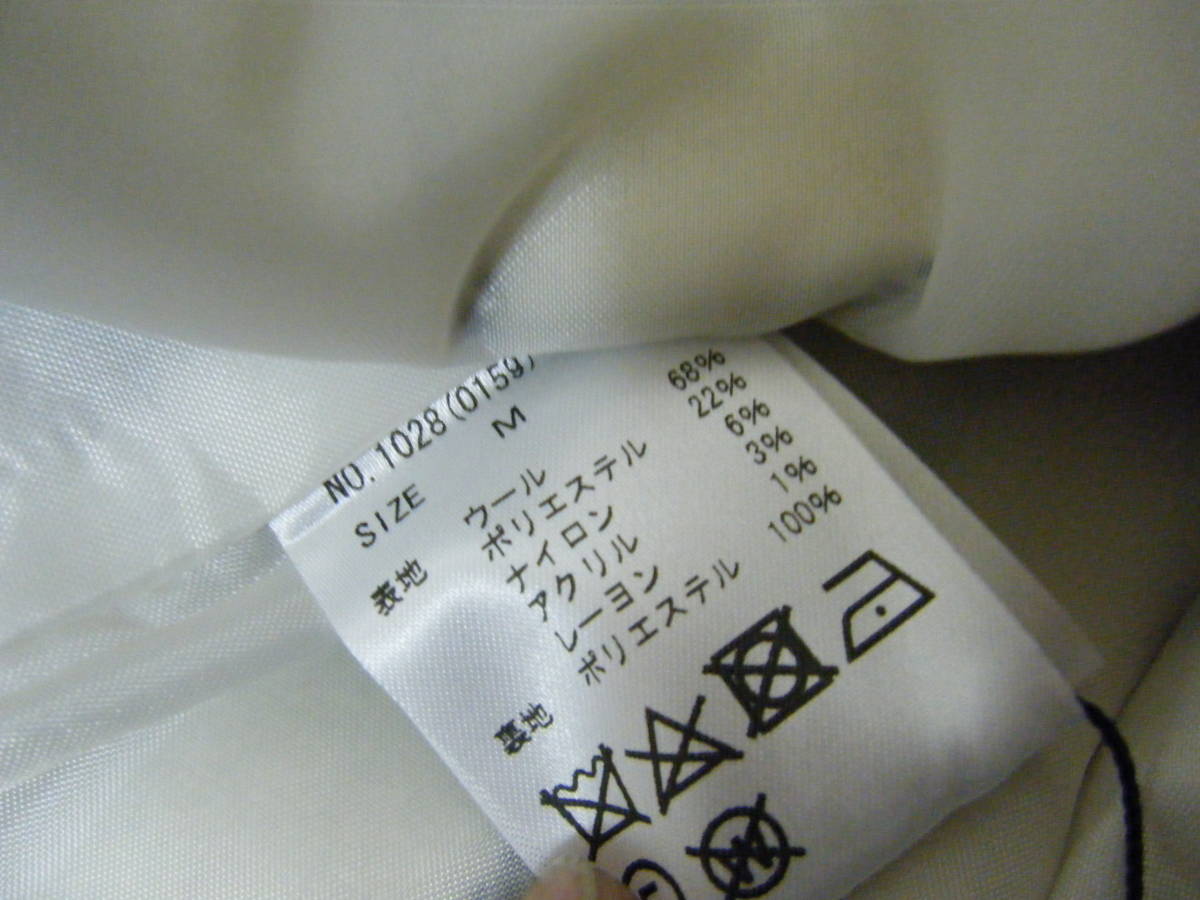 NO. 1028(0159)
SIZE M
表地 ウール 68%
ポリエステル 22%
ナイロン 6%
アクリル 3%
レーヨン 1%
裏地 ポリエステル 100%
W